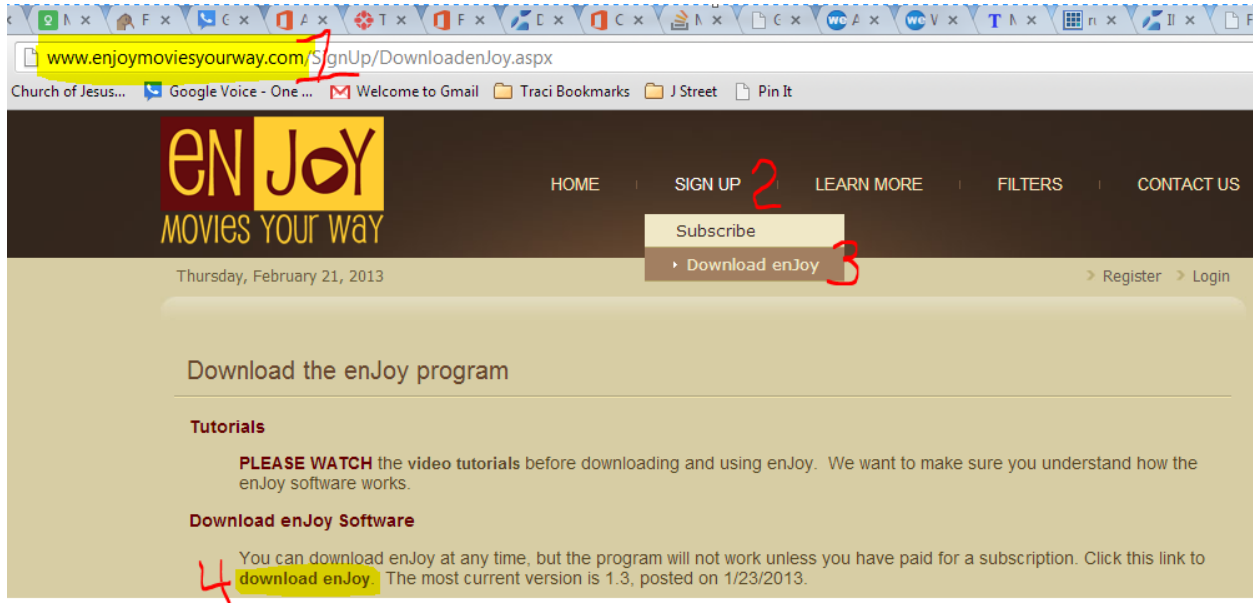 www.enjoymoviesyourway.com/SignUp/DownloadenJoy.aspx
1
Church of Jesus... Google Voice - One ... Welcome to Gmail Traci Bookmarks J Street Pin It
enJoy
Movies Your Way
HOME SIGN UP 2 LEARN MORE FILTERS CONTACT US
Subscribe
Download enJoy 3
Thursday, February 21, 2013 Register Login
Download the enJoy program
Tutorials
PLEASE WATCH the video tutorials before downloading and using enJoy. We want to make sure you understand how the
enJoy software works.
Download enJoy Software
You can download enJoy at any time, but the program will not work unless you have paid for a subscription. Click this link to
4 download enJoy. The most current version is 1.3, posted on 1/23/2013.